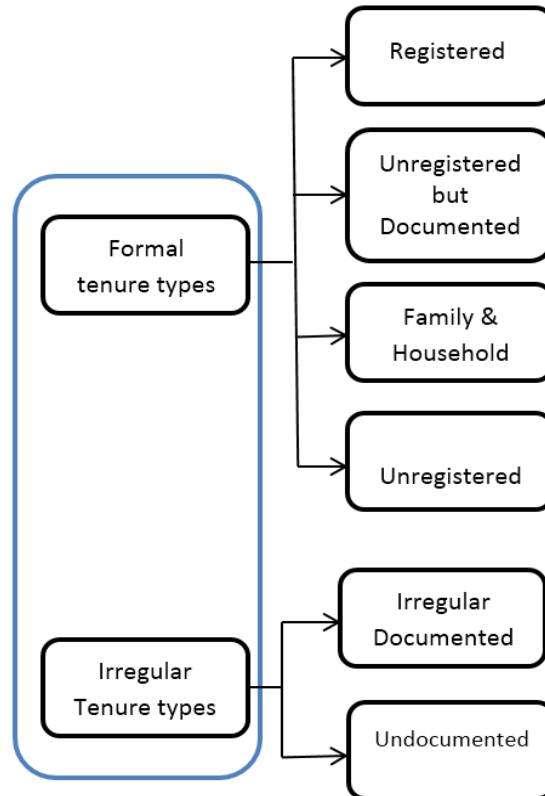 Registered
Unregistered
but
Documented
Formal
tenure types
Family &
Household
Unregistered
Irregular
Documented
Irregular
Tenure types
Undocumented